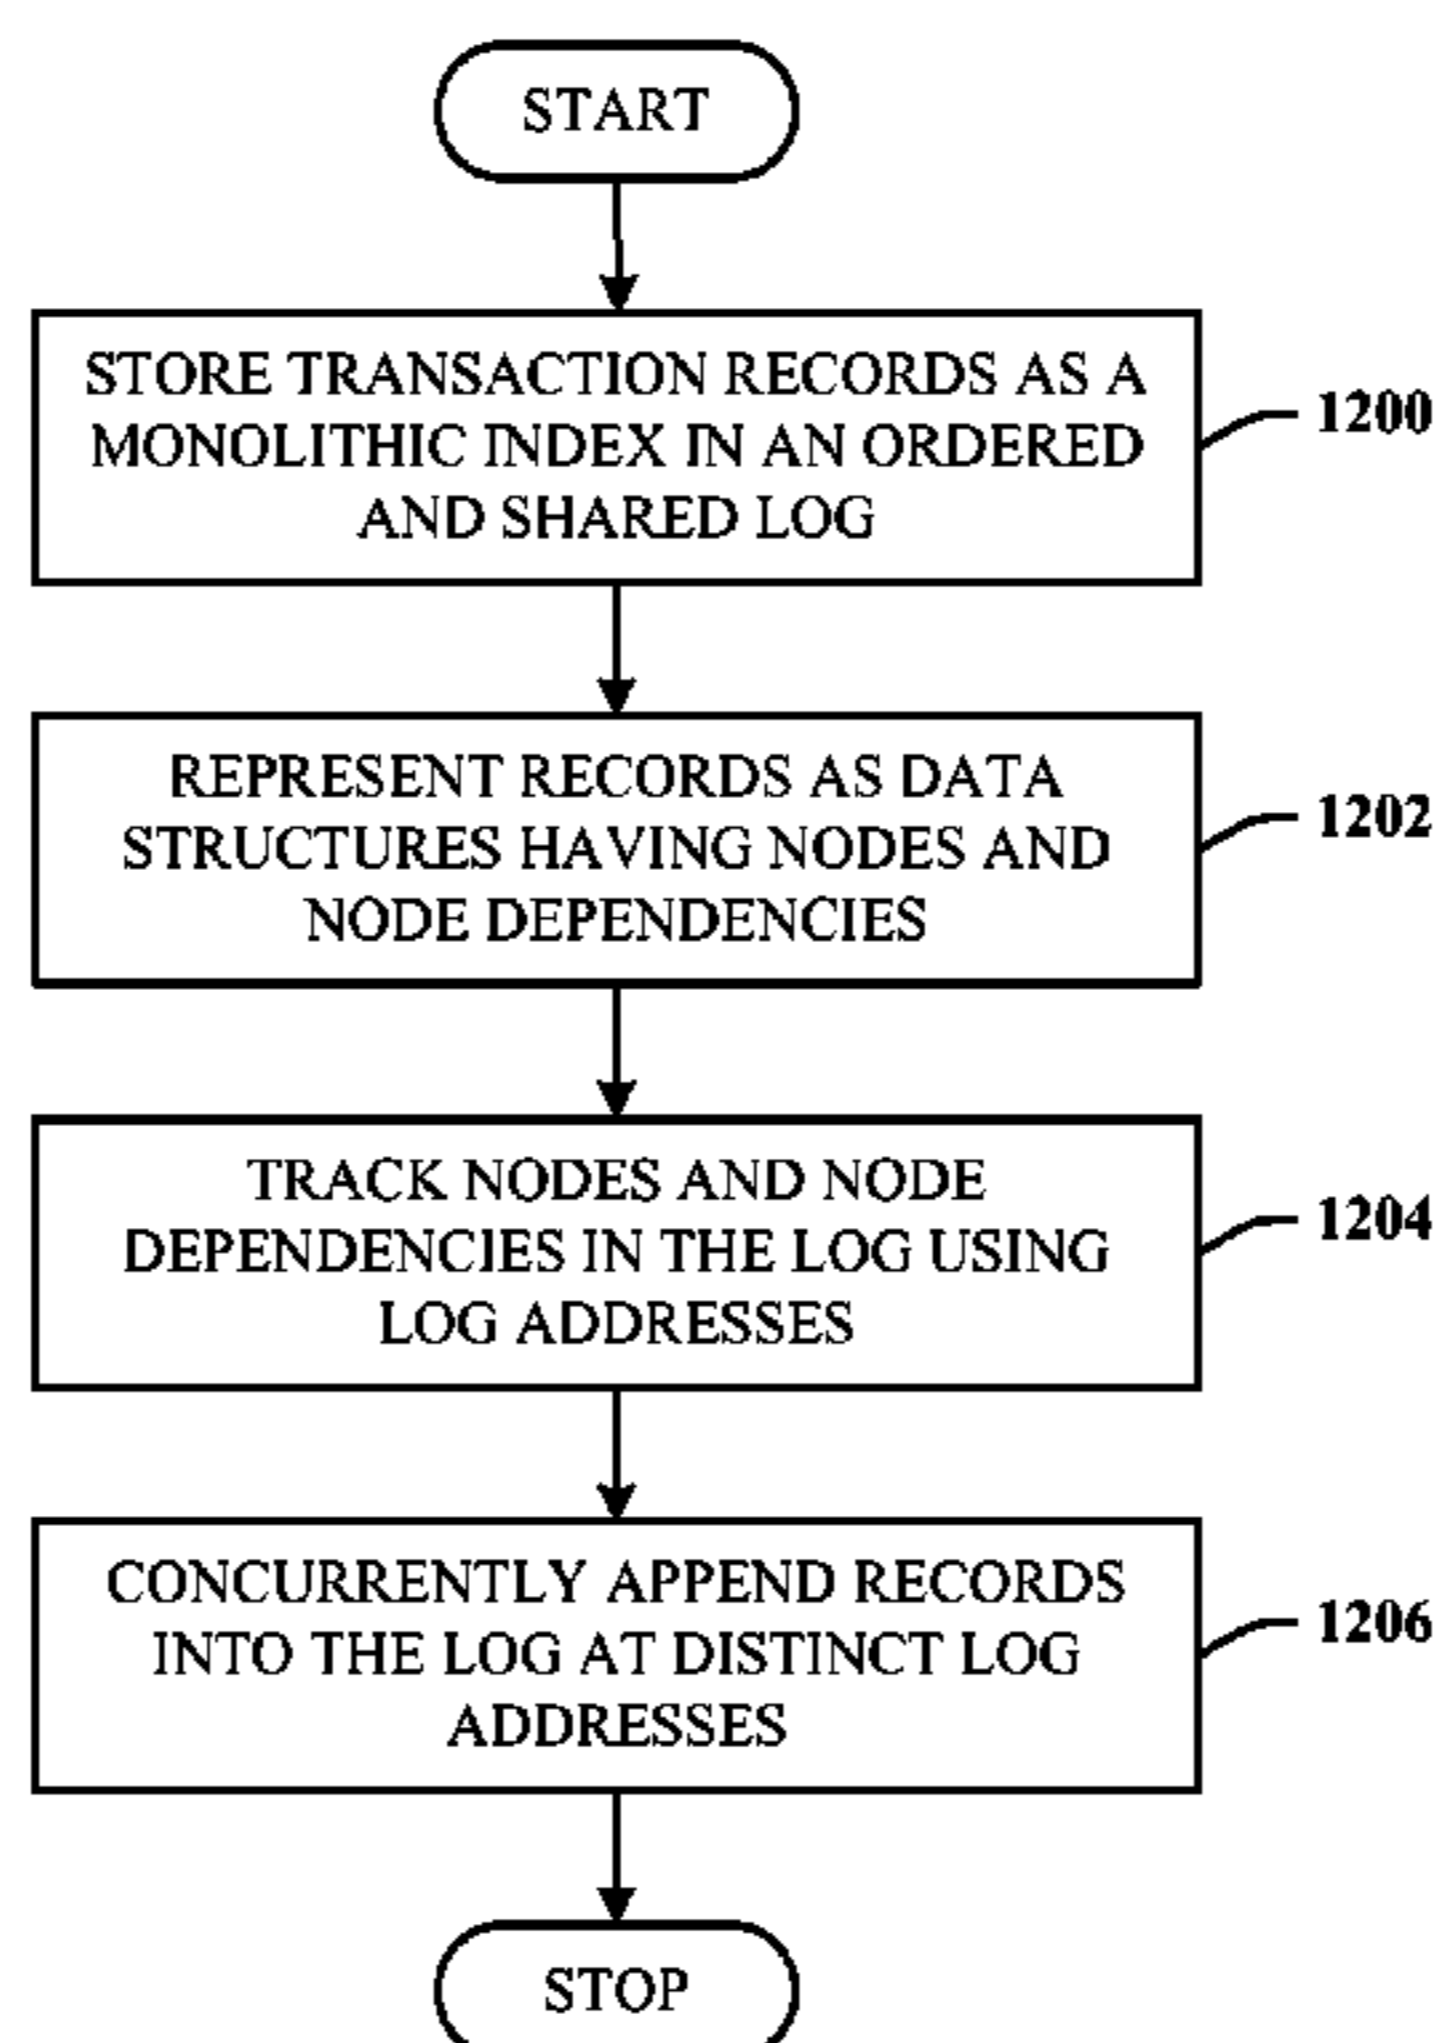 START
STORE TRANSACTION RECORDS AS A
MONOLITHIC INDEX IN AN ORDERED
AND SHARED LOG
1200
REPRESENT RECORDS AS DATA
STRUCTURES HAVING NODES AND
NODE DEPENDENCIES
1202
TRACK NODES AND NODE
DEPENDENCIES IN THE LOG USING
LOG ADDRESSES
1204
CONCURRENTLY APPEND RECORDS
INTO THE LOG AT DISTINCT LOG
ADDRESSES
1206
STOP